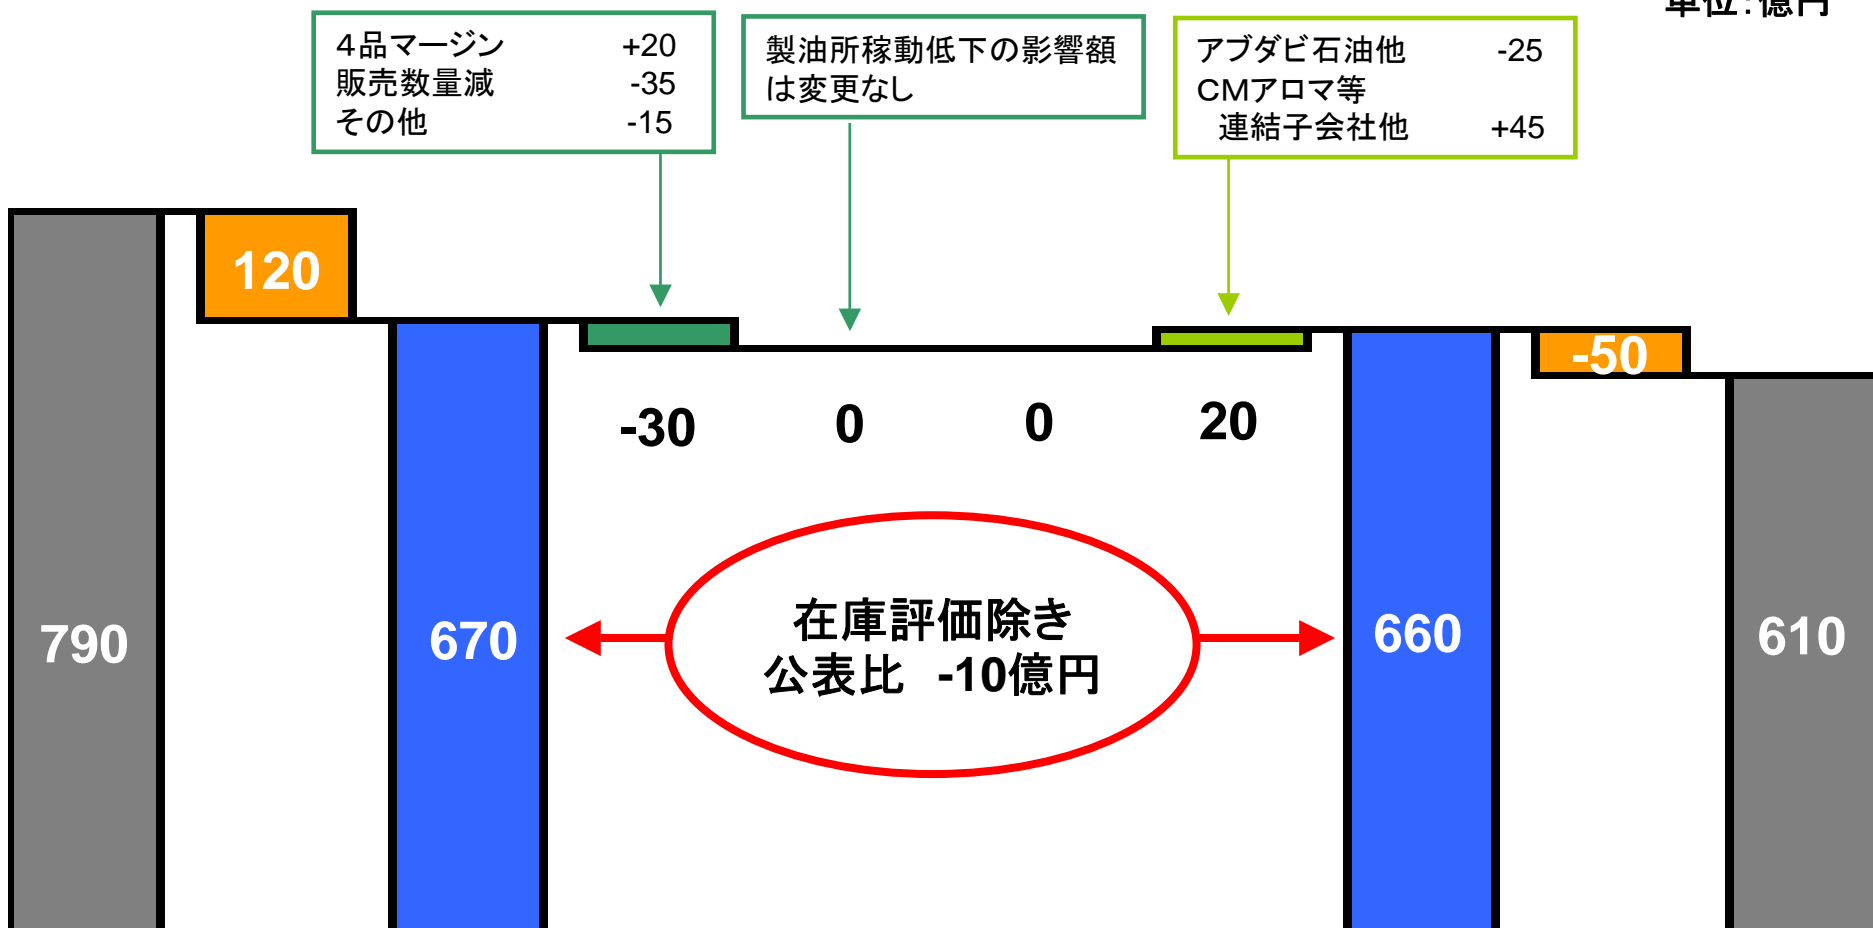 単位：億円
４品マージン +20
販売数量減 -35
その他 -15
製油所稼動低下の影響額
は変更なし
アブダビ石油他 -25
ＣＭアロマ等
連結子会社他 +45
120
-50
-30 0 0 20
790
670
在庫評価除き
公表比 -10億円
660
610